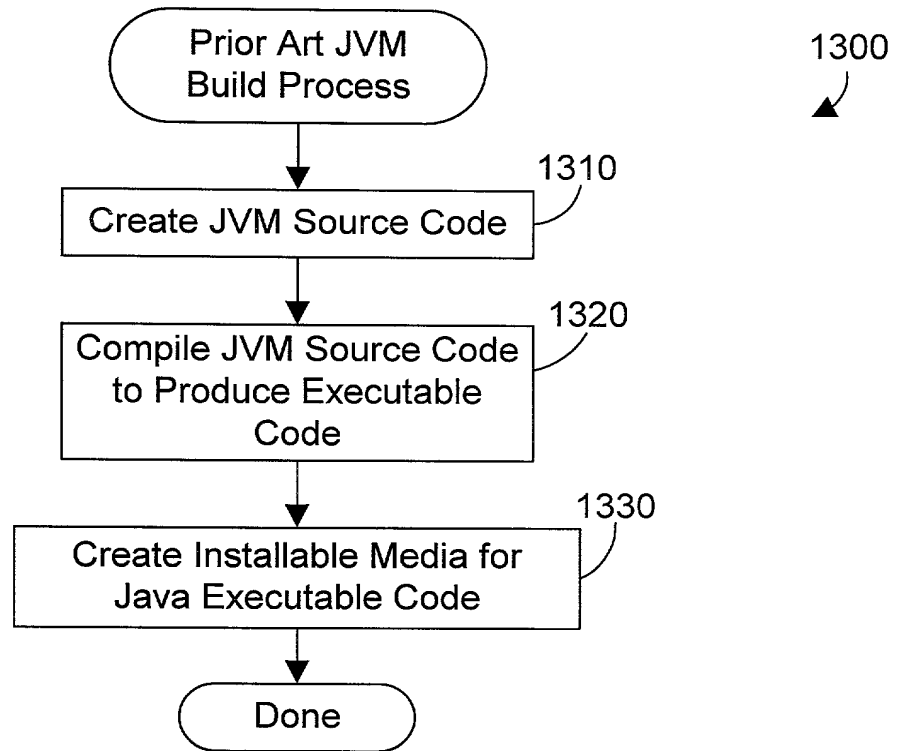 Prior Art JVM
Build Process
1300
1310
Create JVM Source Code
1320
Compile JVM Source Code
to Produce Executable
Code
1330
Create Installable Media for
Java Executable Code
Done